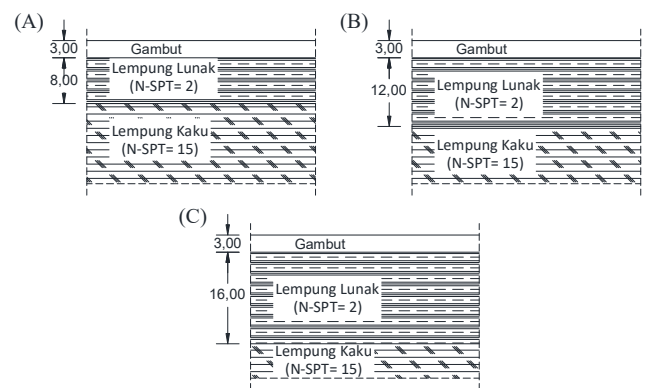 (A)
3,00
Gambut
8,00
Lempung Lunak
(N-SPT= 2)
Lempung Kaku
(N-SPT= 15)
(B)
3,00
Gambut
12,00
Lempung Lunak
(N-SPT= 2)
Lempung Kaku
(N-SPT= 15)
(C)
3,00
Gambut
16,00
Lempung Lunak
(N-SPT= 2)
Lempung Kaku
(N-SPT= 15)